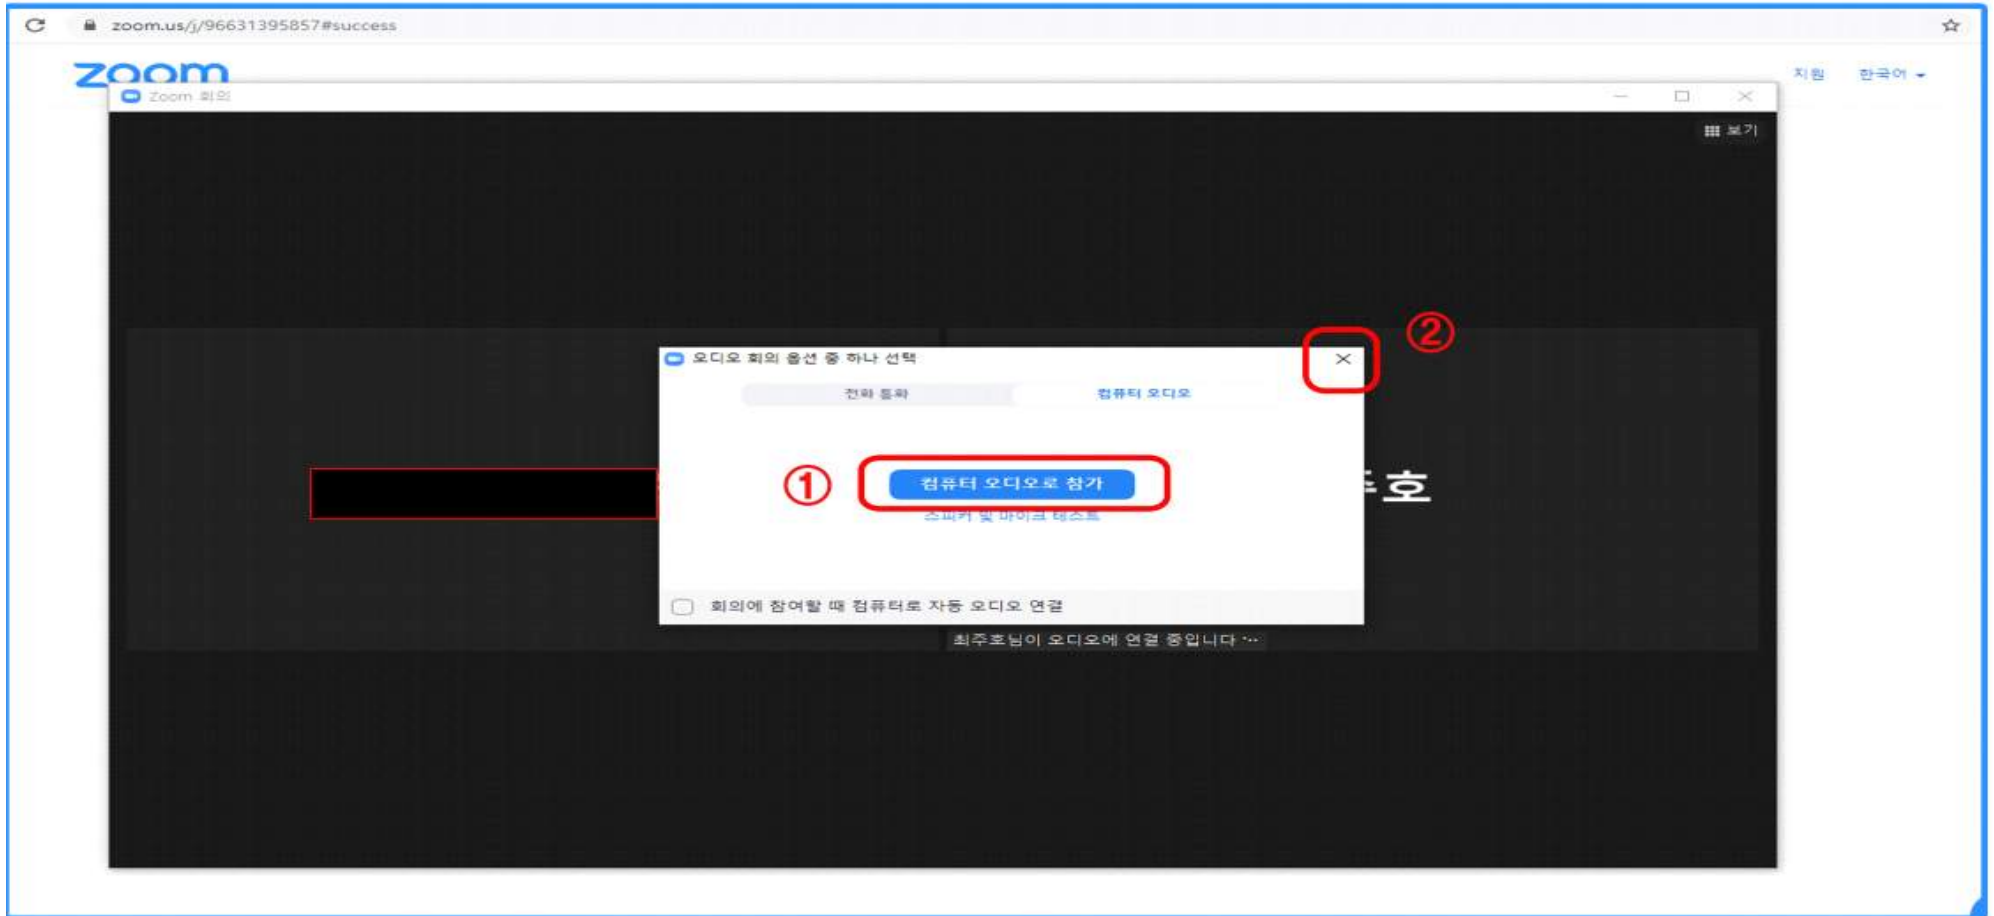 zoom.us/j/96631395857#success
zoom
지원 한국어
Zoom 회의
보기
②
오디오 회의 옵션 중 하나 선택
전화 통화 컴퓨터 오디오
① 컴퓨터 오디오로 참가
주호
스피커 및 마이크 테스트
회의에 참여할 때 컴퓨터로 자동 오디오 연결
최주호님이 오디오에 연결 중입니다 ···